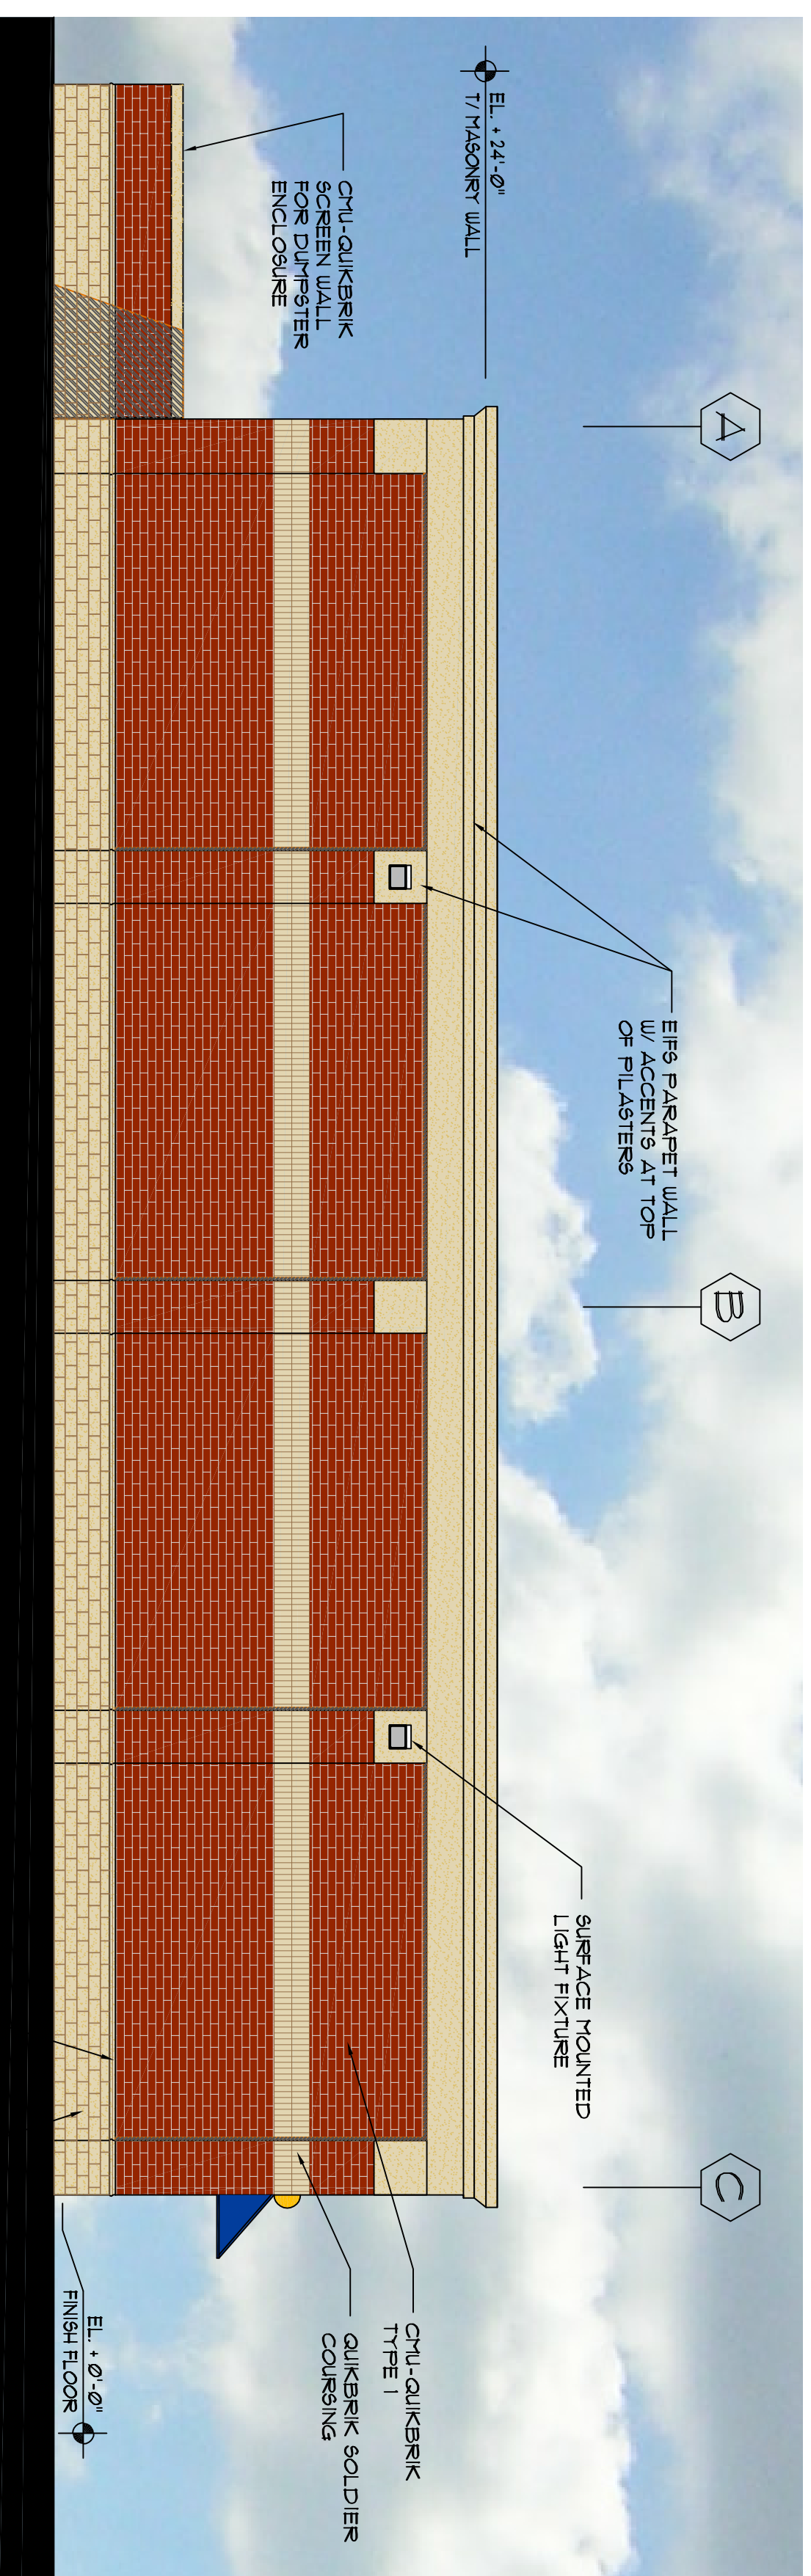 A
B
C
EL. + 24'-0"
T/ MASONRY WALL
EIFS PARAPET WALL
W/ ACCENTS AT TOP
OF PILASTERS
SURFACE MOUNTED
LIGHT FIXTURE
CMU-QUIKBRIK
SCREEN WALL
FOR DUMPSTER
ENCLOSURE
CMU-QUIKBRIK
TYPE 1
QUIKBRIK SOLDIER
COURSING
EL. + 0'-0"
FINISH FLOOR